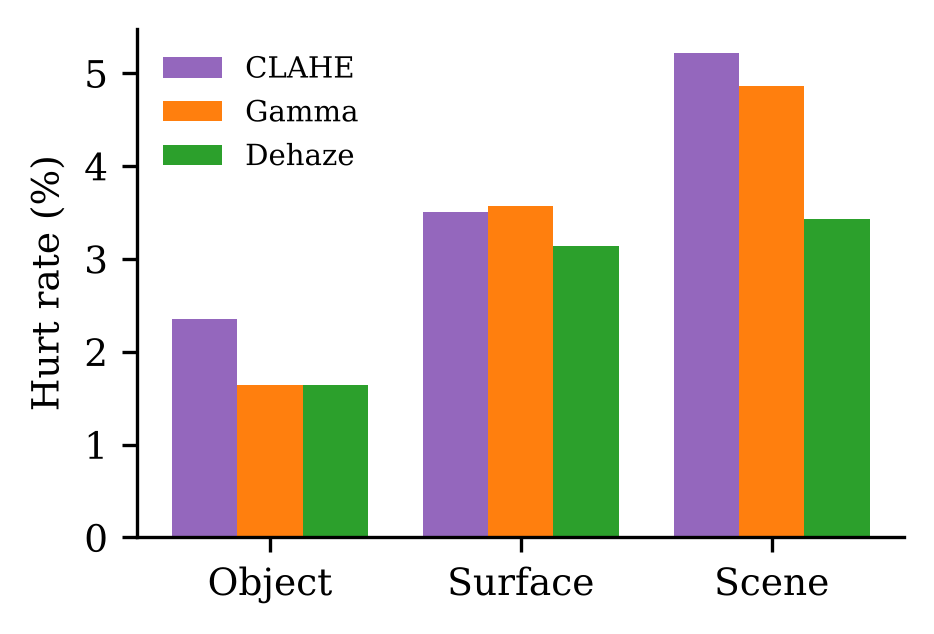 CLAHE
Gamma
Dehaze
Hurt rate (%)
5
4
3
2
1
0
Object Surface Scene